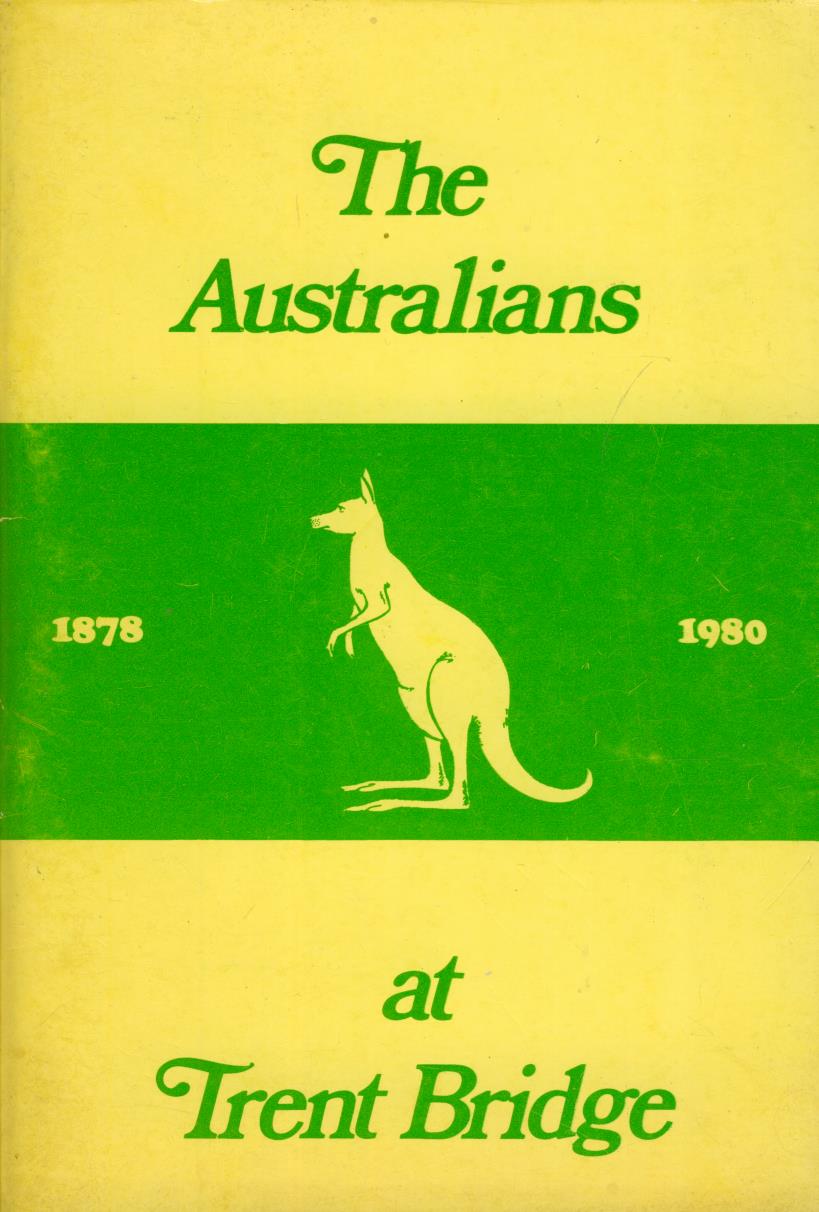 The
Australians
1878
1980
at
Trent Bridge